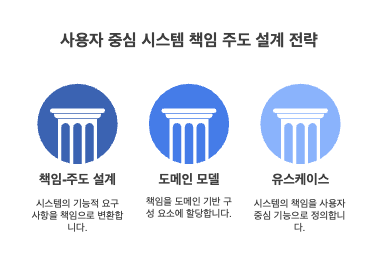 사용자 중심 시스템 책임 주도 설계 전략
책임-주도 설계
도메인 모델
유스케이스
시스템의 기능적 요구
사항을 책임으로 변환합
니다.
책임을 도메인 기반 구
성 요소에 할당합니다.
시스템의 책임을 사용자
중심 기능으로 정의합니
다.